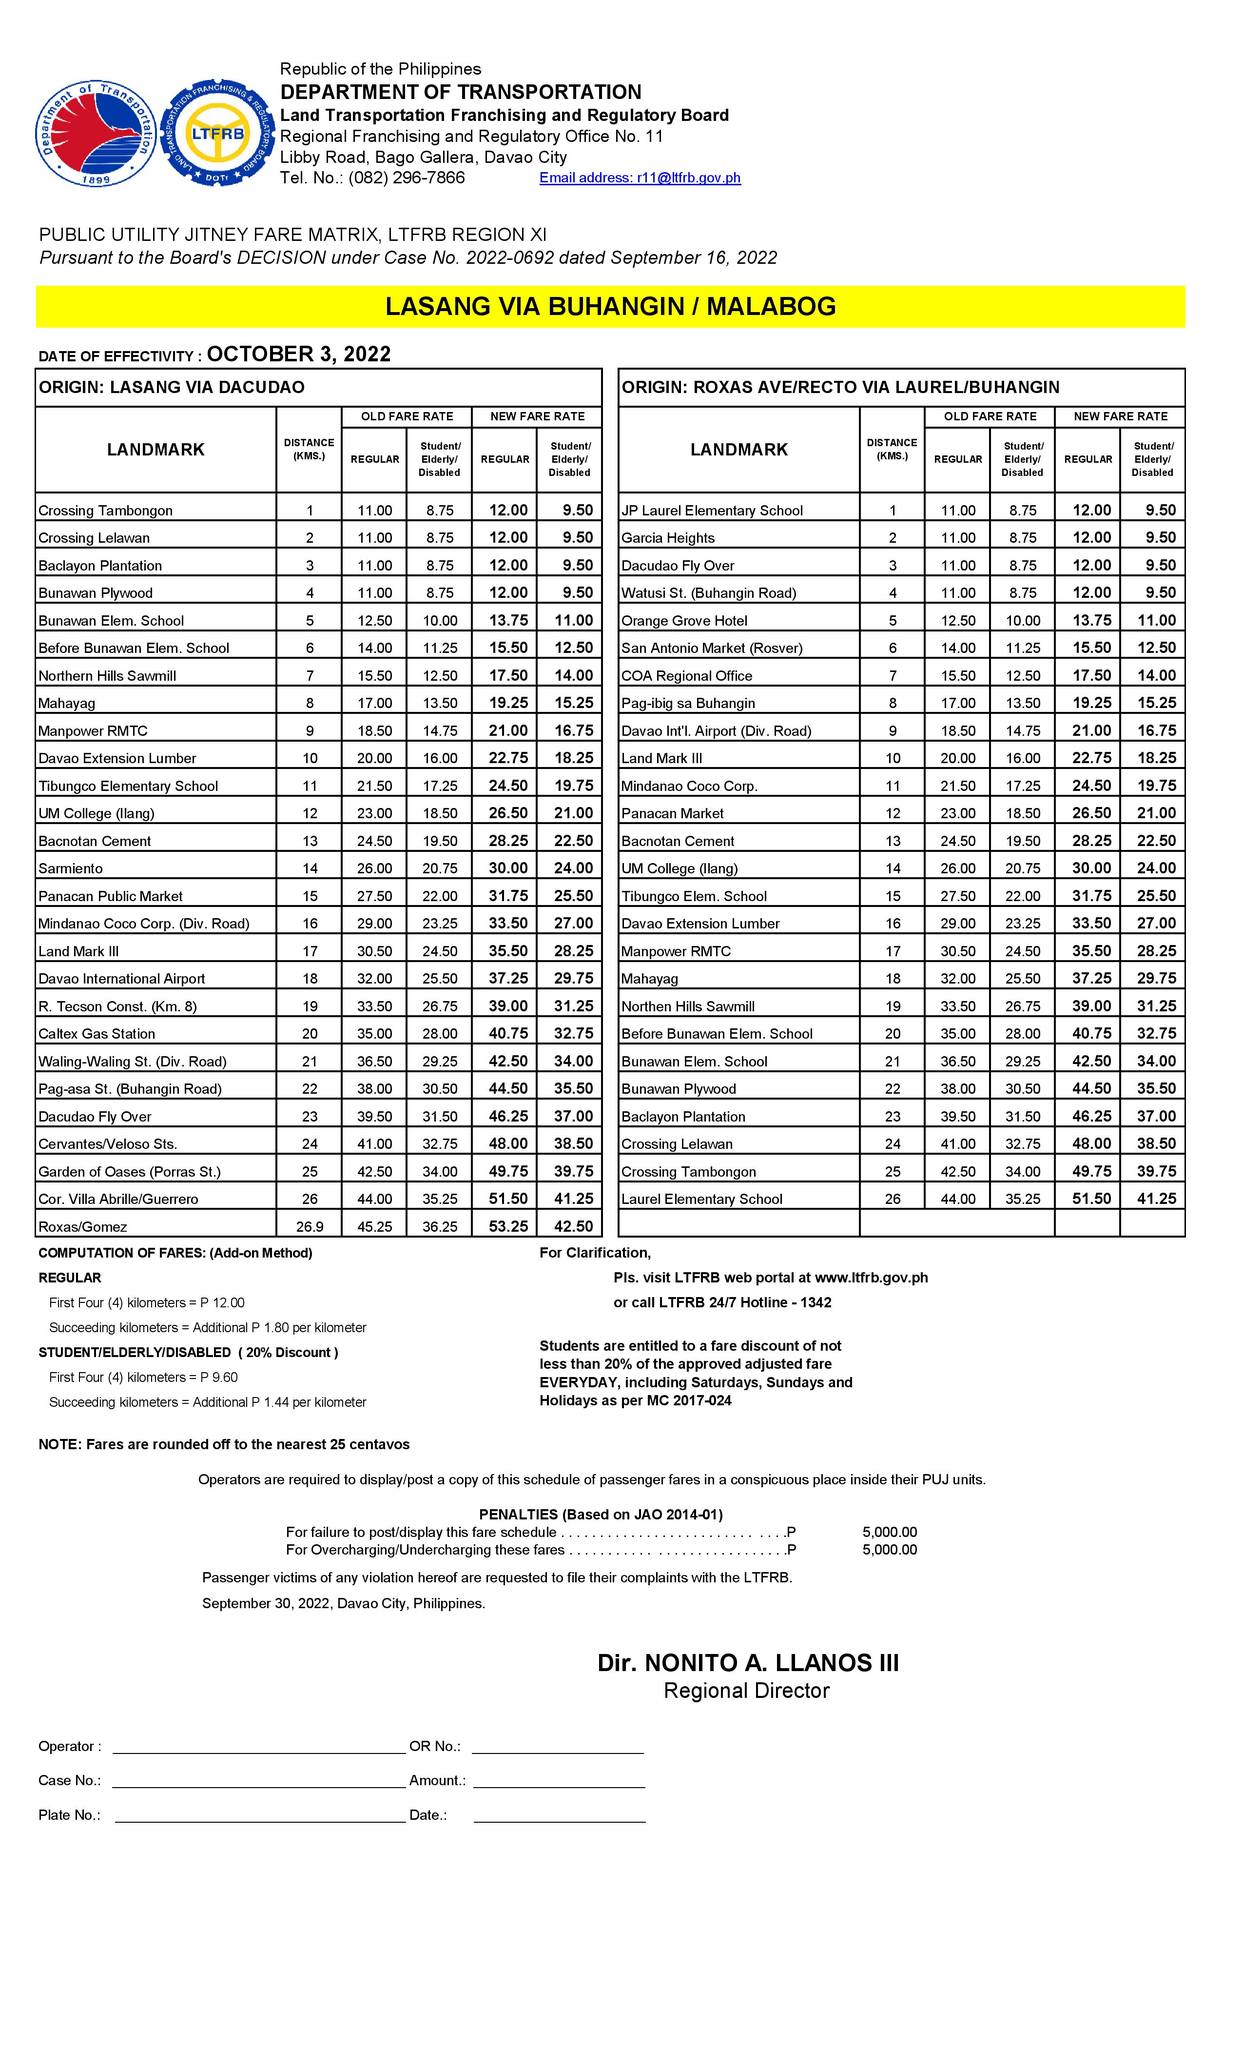 Department of Transportation
1899
LAND TRANSPORTATION FRANCHISING & REGULATORY BOARD
LTFRB
DOTr
Republic of the Philippines
DEPARTMENT OF TRANSPORTATION
Land Transportation Franchising and Regulatory Board
Regional Franchising and Regulatory Office No. 11
Libby Road, Bago Gallera, Davao City
Tel. No.: (082) 296-7866 Email address: r11@ltfrb.gov.ph
PUBLIC UTILITY JITNEY FARE MATRIX, LTFRB REGION XI
Pursuant to the Board's DECISION under Case No. 2022-0692 dated September 16, 2022
LASANG VIA BUHANGIN / MALABOG
DATE OF EFFECTIVITY : OCTOBER 3, 2022
ORIGIN: LASANG VIA DACUDAO
LANDMARK DISTANCE (KMS.) OLD FARE RATE NEW FARE RATE
REGULAR Student/ Elderly/ Disabled REGULAR Student/ Elderly/ Disabled
Crossing Tambongon 1 11.00 8.75 12.00 9.50
Crossing Lelawan 2 11.00 8.75 12.00 9.50
Baclayon Plantation 3 11.00 8.75 12.00 9.50
Bunawan Plywood 4 11.00 8.75 12.00 9.50
Bunawan Elem. School 5 12.50 10.00 13.75 11.00
Before Bunawan Elem. School 6 14.00 11.25 15.50 12.50
Northern Hills Sawmill 7 15.50 12.50 17.50 14.00
Mahayag 8 17.00 13.50 19.25 15.25
Manpower RMTC 9 18.50 14.75 21.00 16.75
Davao Extension Lumber 10 20.00 16.00 22.75 18.25
Tibungco Elementary School 11 21.50 17.25 24.50 19.75
UM College (Ilang) 12 23.00 18.50 26.50 21.00
Bacnotan Cement 13 24.50 19.50 28.25 22.50
Sarmiento 14 26.00 20.75 30.00 24.00
Panacan Public Market 15 27.50 22.00 31.75 25.50
Mindanao Coco Corp. (Div. Road) 16 29.00 23.25 33.50 27.00
Land Mark III 17 30.50 24.50 35.50 28.25
Davao International Airport 18 32.00 25.50 37.25 29.75
R. Tecson Const. (Km. 8) 19 33.50 26.75 39.00 31.25
Caltex Gas Station 20 35.00 28.00 40.75 32.75
Waling-Waling St. (Div. Road) 21 36.50 29.25 42.50 34.00
Pag-asa St. (Buhangin Road) 22 38.00 30.50 44.50 35.50
Dacudao Fly Over 23 39.50 31.50 46.25 37.00
Cervantes/Veloso Sts. 24 41.00 32.75 48.00 38.50
Garden of Oases (Porras St.) 25 42.50 34.00 49.75 39.75
Cor. Villa Abrille/Guerrero 26 44.00 35.25 51.50 41.25
Roxas/Gomez 26.9 45.25 36.25 53.25 42.50
ORIGIN: ROXAS AVE/RECTO VIA LAUREL/BUHANGIN
LANDMARK DISTANCE (KMS.) OLD FARE RATE NEW FARE RATE
REGULAR Student/ Elderly/ Disabled REGULAR Student/ Elderly/ Disabled
JP Laurel Elementary School 1 11.00 8.75 12.00 9.50
Garcia Heights 2 11.00 8.75 12.00 9.50
Dacudao Fly Over 3 11.00 8.75 12.00 9.50
Watusi St. (Buhangin Road) 4 11.00 8.75 12.00 9.50
Orange Grove Hotel 5 12.50 10.00 13.75 11.00
San Antonio Market (Rosver) 6 14.00 11.25 15.50 12.50
COA Regional Office 7 15.50 12.50 17.50 14.00
Pag-ibig sa Buhangin 8 17.00 13.50 19.25 15.25
Davao Int'l. Airport (Div. Road) 9 18.50 14.75 21.00 16.75
Land Mark III 10 20.00 16.00 22.75 18.25
Mindanao Coco Corp. 11 21.50 17.25 24.50 19.75
Panacan Market 12 23.00 18.50 26.50 21.00
Bacnotan Cement 13 24.50 19.50 28.25 22.50
UM College (Ilang) 14 26.00 20.75 30.00 24.00
Tibungco Elem. School 15 27.50 22.00 31.75 25.50
Davao Extension Lumber 16 29.00 23.25 33.50 27.00
Manpower RMTC 17 30.50 24.50 35.50 28.25
Mahayag 18 32.00 25.50 37.25 29.75
Northen Hills Sawmill 19 33.50 26.75 39.00 31.25
Before Bunawan Elem. School 20 35.00 28.00 40.75 32.75
Bunawan Elem. School 21 36.50 29.25 42.50 34.00
Bunawan Plywood 22 38.00 30.50 44.50 35.50
Baclayon Plantation 23 39.50 31.50 46.25 37.00
Crossing Lelawan 24 41.00 32.75 48.00 38.50
Crossing Tambongon 25 42.50 34.00 49.75 39.75
Laurel Elementary School 26 44.00 35.25 51.50 41.25
COMPUTATION OF FARES: (Add-on Method)
REGULAR
First Four (4) kilometers = P 12.00
Succeeding kilometers = Additional P 1.80 per kilometer
STUDENT/ELDERLY/DISABLED ( 20% Discount )
First Four (4) kilometers = P 9.60
Succeeding kilometers = Additional P 1.44 per kilometer
For Clarification,
Pls. visit LTFRB web portal at www.ltfrb.gov.ph
or call LTFRB 24/7 Hotline - 1342
Students are entitled to a fare discount of not
less than 20% of the approved adjusted fare
EVERYDAY, including Saturdays, Sundays and
Holidays as per MC 2017-024
NOTE: Fares are rounded off to the nearest 25 centavos
Operators are required to display/post a copy of this schedule of passenger fares in a conspicuous place inside their PUJ units.
PENALTIES (Based on JAO 2014-01)
For failure to post/display this fare schedule . . . . . . . . . . . . . . . . . . . . . . . . . . . . . .P 5,000.00
For Overcharging/Undercharging these fares . . . . . . . . . . . . . . . . . . . . . . . . . . . . .P 5,000.00
Passenger victims of any violation hereof are requested to file their complaints with the LTFRB.
September 30, 2022, Davao City, Philippines.
Dir. NONITO A. LLANOS III
Regional Director
Operator : OR No.:
Case No.: Amount.:
Plate No.: Date.: